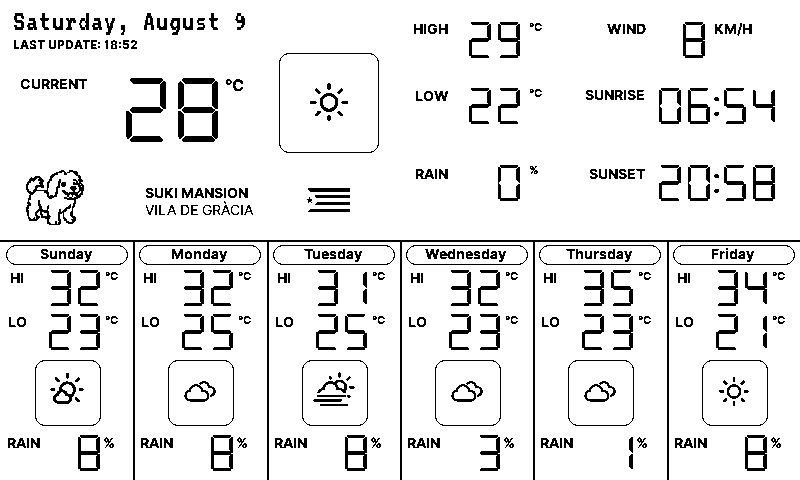 Saturday, August 9
LAST UPDATE: 18:52
CURRENT 28 °C
HIGH 29 °C
LOW 22 °C
RAIN 0 %
WIND 8 KM/H
SUNRISE 06:54
SUNSET 20:58
SUKI MANSION
VILA DE GRÀCIA
Sunday
HI 32 °C
LO 23 °C
RAIN 8 %
Monday
HI 32 °C
LO 25 °C
RAIN 8 %
Tuesday
HI 31 °C
LO 25 °C
RAIN 8 %
Wednesday
HI 32 °C
LO 23 °C
RAIN 3 %
Thursday
HI 35 °C
LO 23 °C
RAIN 1 %
Friday
HI 34 °C
LO 21 °C
RAIN 8 %